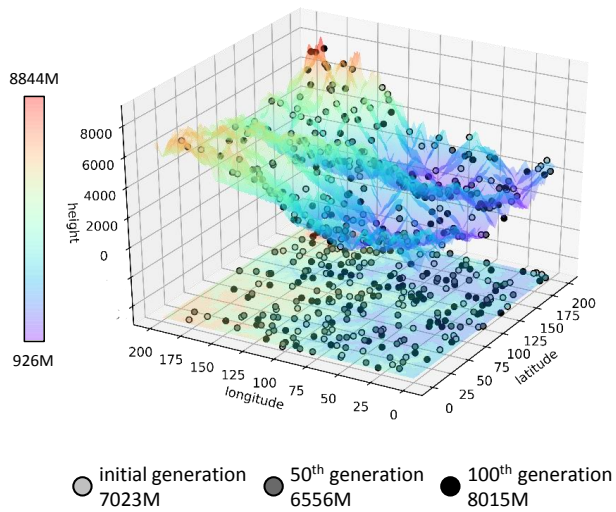 8844M
926M
8000
6000
4000
2000
0
height
200
175
150
125
100
75
50
25
0
longitude
0
25
50
75
100
125
150
175
200
latitude
initial generation
7023M
50th generation
6556M
100th generation
8015M